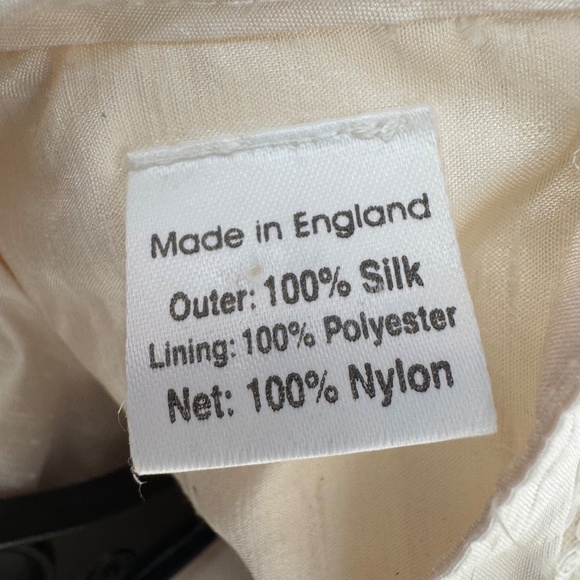 Made in England
Outer: 100% Silk
Lining: 100% Polyester
Net: 100% Nylon